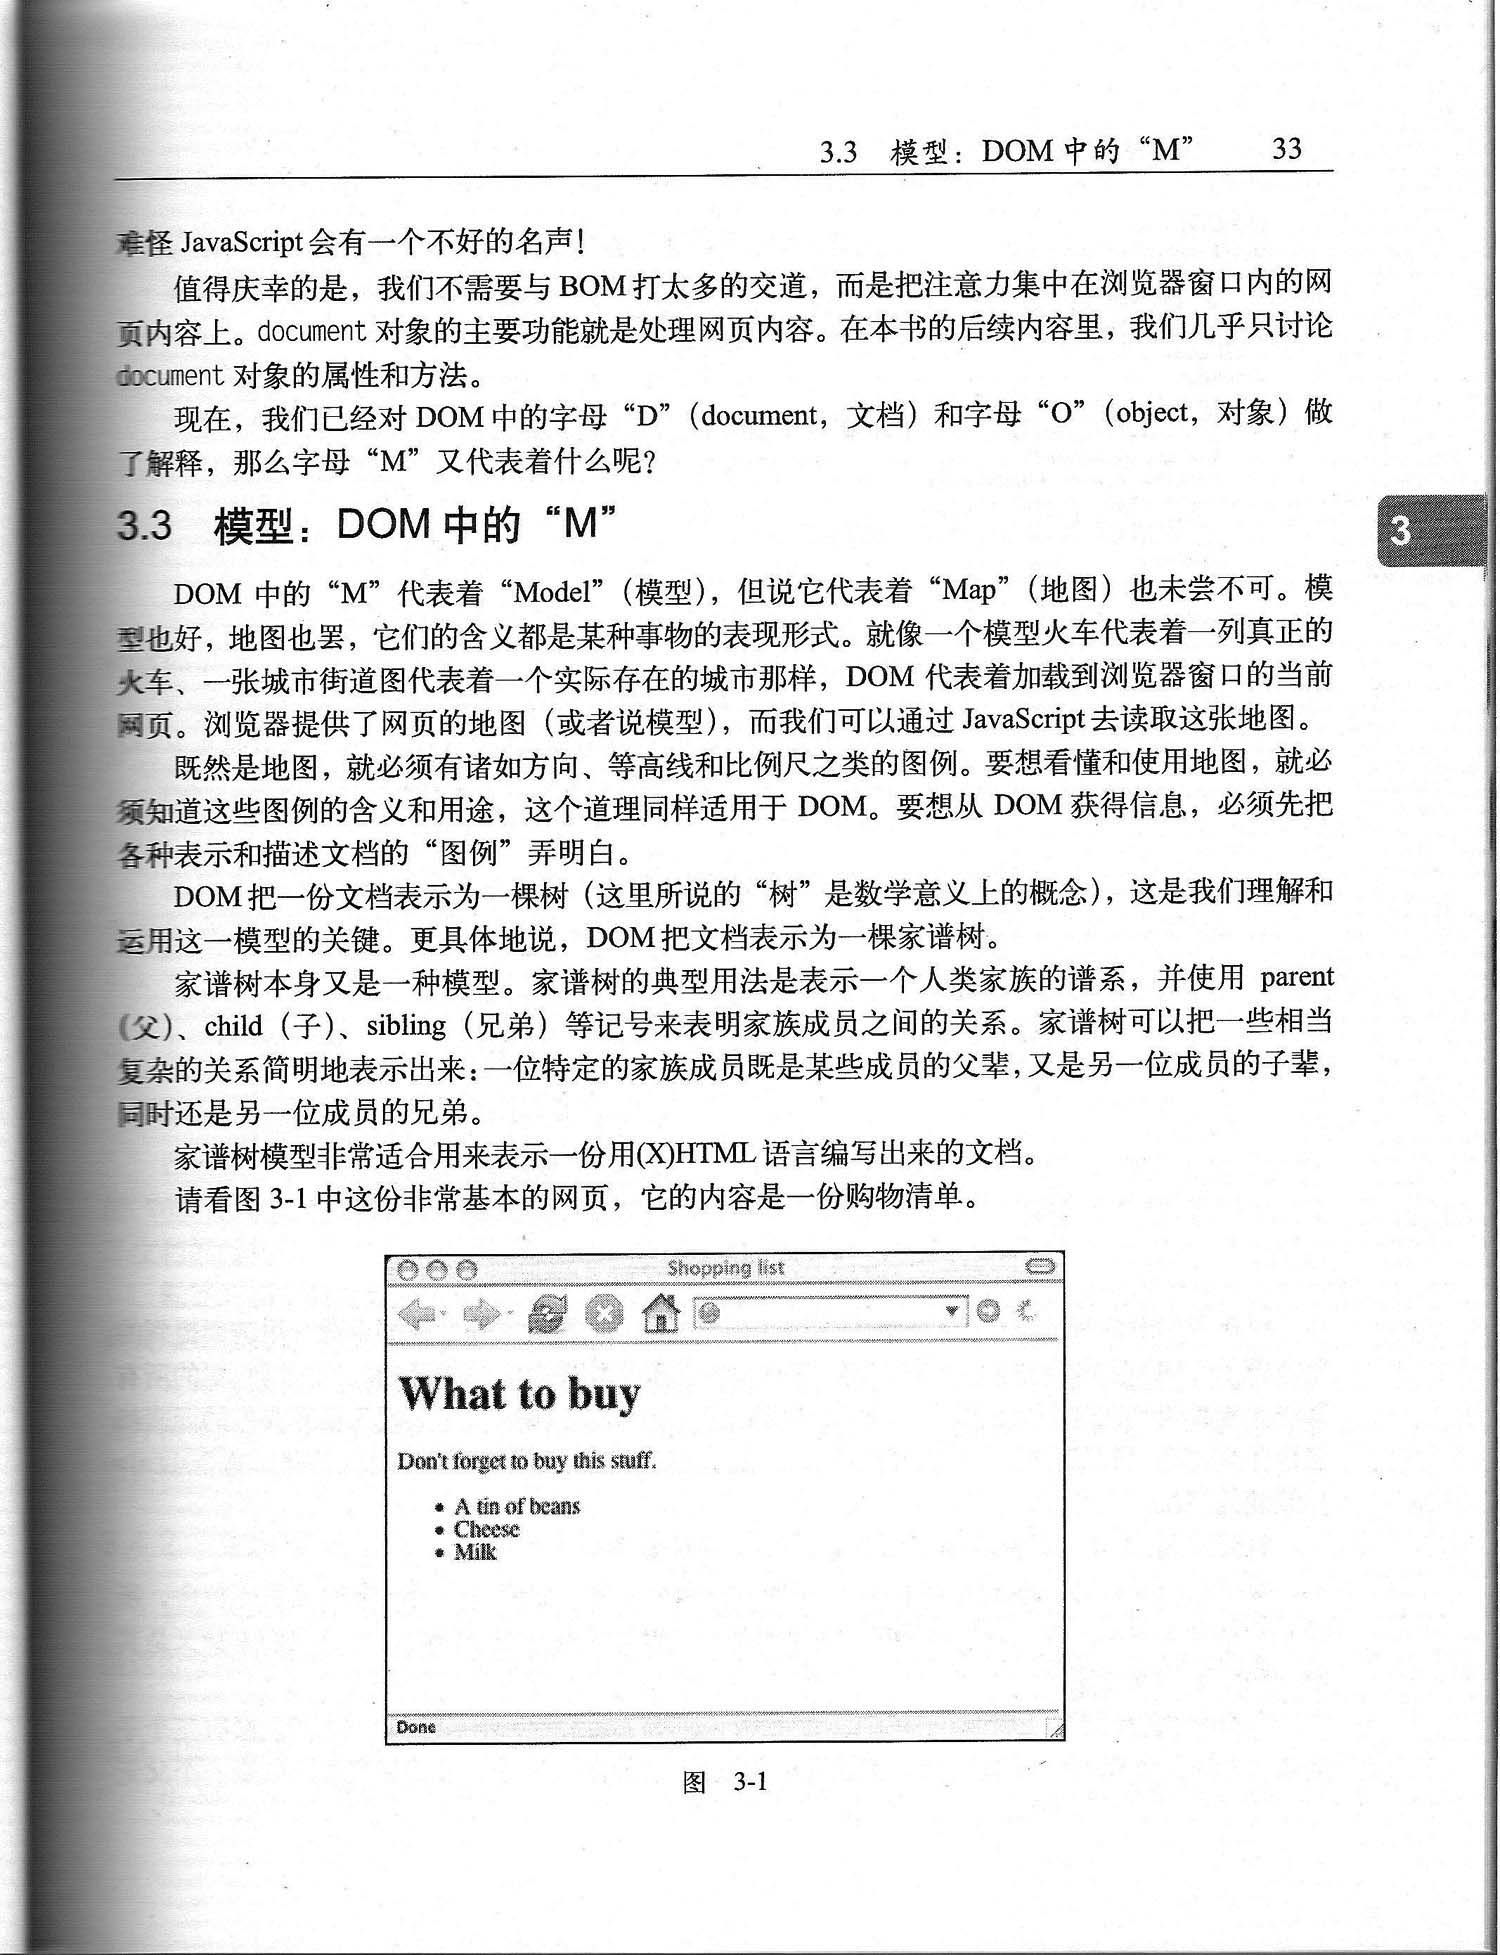 3.3 模型：DOM 中的“M” 33
难怪 JavaScript 会有一个不好的名声！
值得庆幸的是，我们不需要与 BOM 打太多的交道，而是把注意力集中在浏览器窗口内的网
页内容上。document 对象的主要功能就是处理网页内容。在本书的后续内容里，我们几乎只讨论
document 对象的属性和方法。
现在，我们已经对 DOM 中的字母“D”（document，文档）和字母“O”（object，对象）做
了解释，那么字母“M”又代表着什么呢？
3.3 模型：DOM 中的“M”
3
DOM 中的“M”代表着“Model”（模型），但说它代表着“Map”（地图）也未尝不可。模
型也好，地图也罢，它们的含义都是某种事物的表现形式。就像一个模型火车代表着一列真正的
火车、一张城市街道图代表着一个实际存在的城市那样，DOM 代表着加载到浏览器窗口的当前
网页。浏览器提供了网页的地图（或者说模型），而我们可以通过 JavaScript 去读取这张地图。
既然是地图，就必须有诸如方向、等高线和比例尺之类的图例。要想看懂和使用地图，就必
须知道这些图例的含义和用途，这个道理同样适用于 DOM。要想从 DOM 获得信息，必须先把
各种表示和描述文档的“图例”弄明白。
DOM 把一份文档表示为一棵树（这里所说的“树”是数学意义上的概念），这是我们理解和
运用这一模型的关键。更具体地说，DOM 把文档表示为一棵家谱树。
家谱树本身又是一种模型。家谱树的典型用法是表示一个人类家族的谱系，并使用 parent
（父）、child（子）、sibling（兄弟）等记号来表明家族成员之间的关系。家谱树可以把一些相当
复杂的关系简明地表示出来：一位特定的家族成员既是某些成员的父辈，又是另一位成员的子辈，
同时还是另一位成员的兄弟。
家谱树模型非常适合用来表示一份用(X)HTML 语言编写出来的文档。
请看图 3-1 中这份非常基本的网页，它的内容是一份购物清单。
Shopping list
What to buy
Don't forget to buy this stuff.
• A tin of beans
• Cheese
• Milk
Done
图 3-1